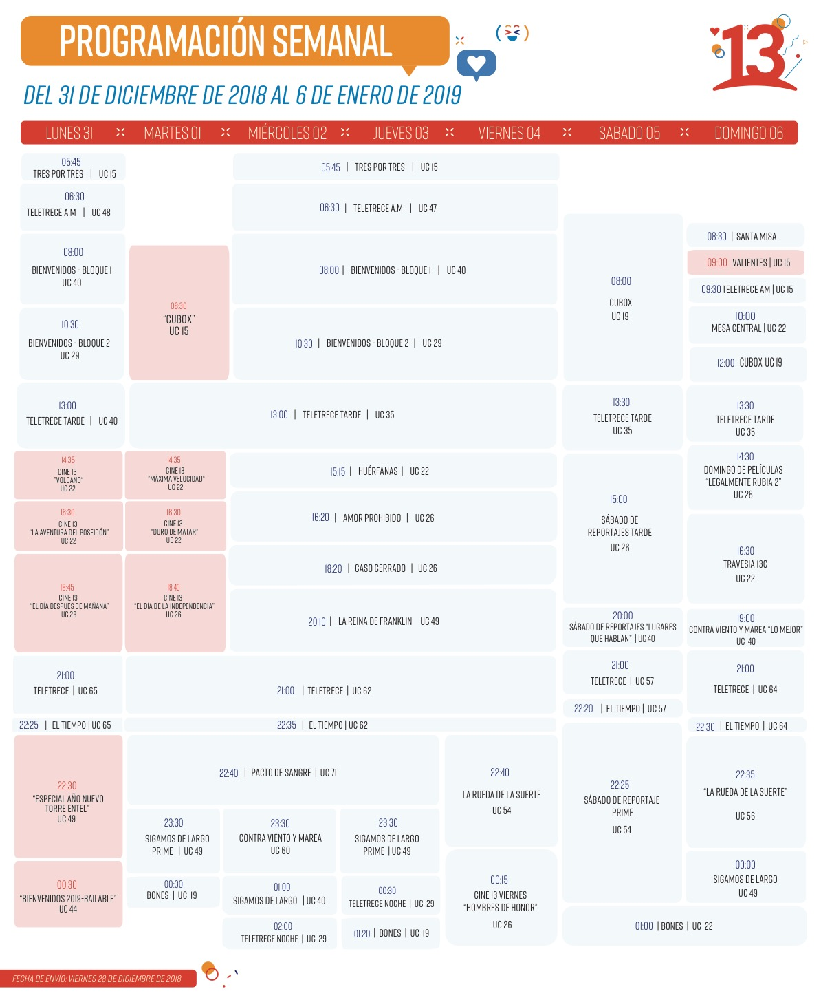 PROGRAMACIÓN SEMANAL
13
DEL 31 DE DICIEMBRE DE 2018 AL 6 DE ENERO DE 2019
LUNES 31
MARTES 01
MIÉRCOLES 02
JUEVES 03
VIERNES 04
SABADO 05
DOMINGO 06
05:45
TRES POR TRES | UC 15
06:30
TELETRECE A.M | UC 48
08:00
BIENVENIDOS - BLOQUE 1
UC 40
10:30
BIENVENIDOS - BLOQUE 2
UC 29
13:00
TELETRECE TARDE | UC 40
14:35
CINE 13
"VOLCANO"
UC 22
16:30
CINE 13
"LA AVENTURA DEL POSEIDÓN"
UC 22
18:45
CINE 13
"EL DÍA DESPUÉS DE MAÑANA"
UC 26
21:00
TELETRECE | UC 65
22:25 | EL TIEMPO | UC 65
22:30
"ESPECIAL AÑO NUEVO
TORRE ENTEL"
UC 49
00:30
"BIENVENIDOS 2019-BAILABLE"
UC 44
08:30
"CUBOX"
UC 15
14:35
CINE 13
"MÁXIMA VELOCIDAD"
UC 22
16:30
CINE 13
"DURO DE MATAR"
UC 22
18:40
CINE 13
"EL DÍA DE LA INDEPENDENCIA"
UC 26
05:45 | TRES POR TRES | UC 15
06:30 | TELETRECE A.M | UC 47
08:00 | BIENVENIDOS - BLOQUE 1 | UC 40
10:30 | BIENVENIDOS - BLOQUE 2 | UC 29
13:00 | TELETRECE TARDE | UC 35
15:15 | HUÉRFANAS | UC 22
16:20 | AMOR PROHIBIDO | UC 26
18:20 | CASO CERRADO | UC 26
20:10 | LA REINA DE FRANKLIN UC 49
21:00 | TELETRECE | UC 62
22:35 | EL TIEMPO | UC 62
22:40 | PACTO DE SANGRE | UC 71
23:30
SIGAMOS DE LARGO
PRIME | UC 49
00:30
BONES | UC 19
23:30
CONTRA VIENTO Y MAREA
UC 60
01:00
SIGAMOS DE LARGO | UC 40
02:00
TELETRECE NOCHE | UC 29
23:30
SIGAMOS DE LARGO
PRIME | UC 49
00:30
TELETRECE NOCHE | UC 29
01:20 | BONES | UC 19
22:40
LA RUEDA DE LA SUERTE
UC 54
00:15
CINE 13 VIERNES
"HOMBRES DE HONOR"
UC 26
08:00
CUBOX
UC 19
13:30
TELETRECE TARDE
UC 35
15:00
SÁBADO DE
REPORTAJES TARDE
UC 26
20:00
SÁBADO DE REPORTAJES "LUGARES
QUE HABLAN" | UC 40
21:00
TELETRECE | UC 57
22:20 | EL TIEMPO | UC 57
22:25
SÁBADO DE REPORTAJE
PRIME
UC 54
08:30 | SANTA MISA
09:00 VALIENTES | UC 15
09:30 TELETRECE AM | UC 15
10:00
MESA CENTRAL | UC 22
12:00 CUBOX UC 19
13:30
TELETRECE TARDE
UC 35
14:30
DOMINGO DE PELÍCULAS
"LEGALMENTE RUBIA 2"
UC 26
16:30
TRAVESIA 13C
UC 22
19:00
CONTRA VIENTO Y MAREA "LO MEJOR"
UC 40
21:00
TELETRECE | UC 64
22:30 | EL TIEMPO | UC 64
22:35
"LA RUEDA DE LA SUERTE"
UC 56
00:00
SIGAMOS DE LARGO
UC 49
01:00 | BONES | UC 22
FECHA DE ENVÍO: VIERNES 28 DE DICIEMBRE DE 2018